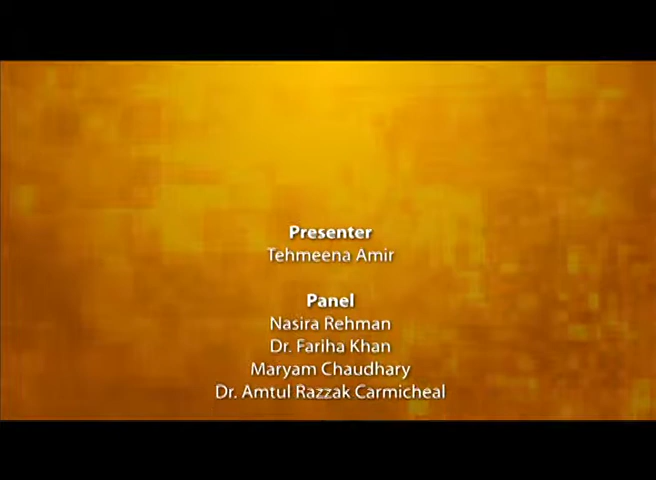 Presenter
Tehmeena Amir
Panel
Nasira Rehman
Dr. Fariha Khan
Maryam Chaudhary
Dr. Amtul Razzak Carmicheal